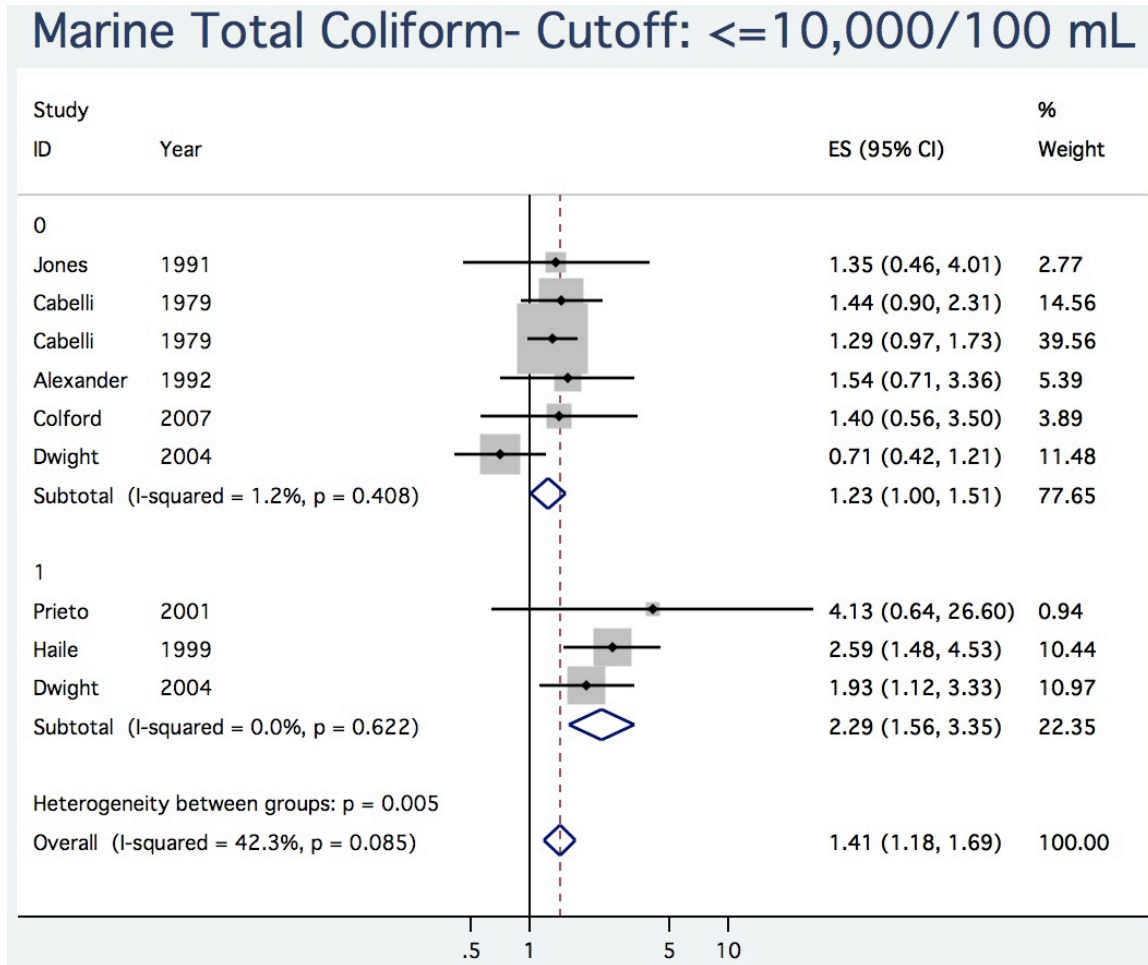 Marine Total Coliform- Cutoff: <=10,000/100 mL
Study %
ID Year ES (95% CI) Weight
0
Jones 1991 1.35 (0.46, 4.01) 2.77
Cabelli 1979 1.44 (0.90, 2.31) 14.56
Cabelli 1979 1.29 (0.97, 1.73) 39.56
Alexander 1992 1.54 (0.71, 3.36) 5.39
Colford 2007 1.40 (0.56, 3.50) 3.89
Dwight 2004 0.71 (0.42, 1.21) 11.48
Subtotal (I-squared = 1.2%, p = 0.408) 1.23 (1.00, 1.51) 77.65
1
Prieto 2001 4.13 (0.64, 26.60) 0.94
Haile 1999 2.59 (1.48, 4.53) 10.44
Dwight 2004 1.93 (1.12, 3.33) 10.97
Subtotal (I-squared = 0.0%, p = 0.622) 2.29 (1.56, 3.35) 22.35
Heterogeneity between groups: p = 0.005
Overall (I-squared = 42.3%, p = 0.085) 1.41 (1.18, 1.69) 100.00
.5 1 5 10